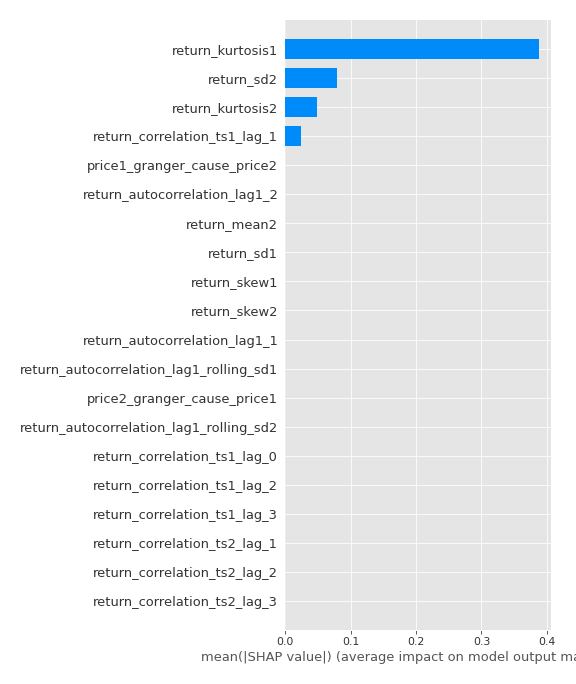 return_kurtosis1
return_sd2
return_kurtosis2
return_correlation_ts1_lag_1
price1_granger_cause_price2
return_autocorrelation_lag1_2
return_mean2
return_sd1
return_skew1
return_skew2
return_autocorrelation_lag1_1
return_autocorrelation_lag1_rolling_sd1
price2_granger_cause_price1
return_autocorrelation_lag1_rolling_sd2
return_correlation_ts1_lag_0
return_correlation_ts1_lag_2
return_correlation_ts1_lag_3
return_correlation_ts2_lag_1
return_correlation_ts2_lag_2
return_correlation_ts2_lag_3
0.0 0.1 0.2 0.3 0.4
mean(|SHAP value|) (average impact on model output